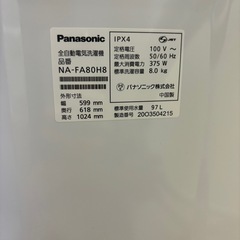 Panasonic
全自動電気洗濯機
品番
NA-FA80H8
外形寸法
幅 599 mm
奥行 618 mm
高さ 1024 mm
IPX4
JET
定格電圧 100 V～
定格周波数 50/60 Hz
最大消費電力 375 W
標準洗濯容量 8.0 kg
パナソニック株式会社
中国製
標準使用水量 97 L
製造番号 2OO3504215